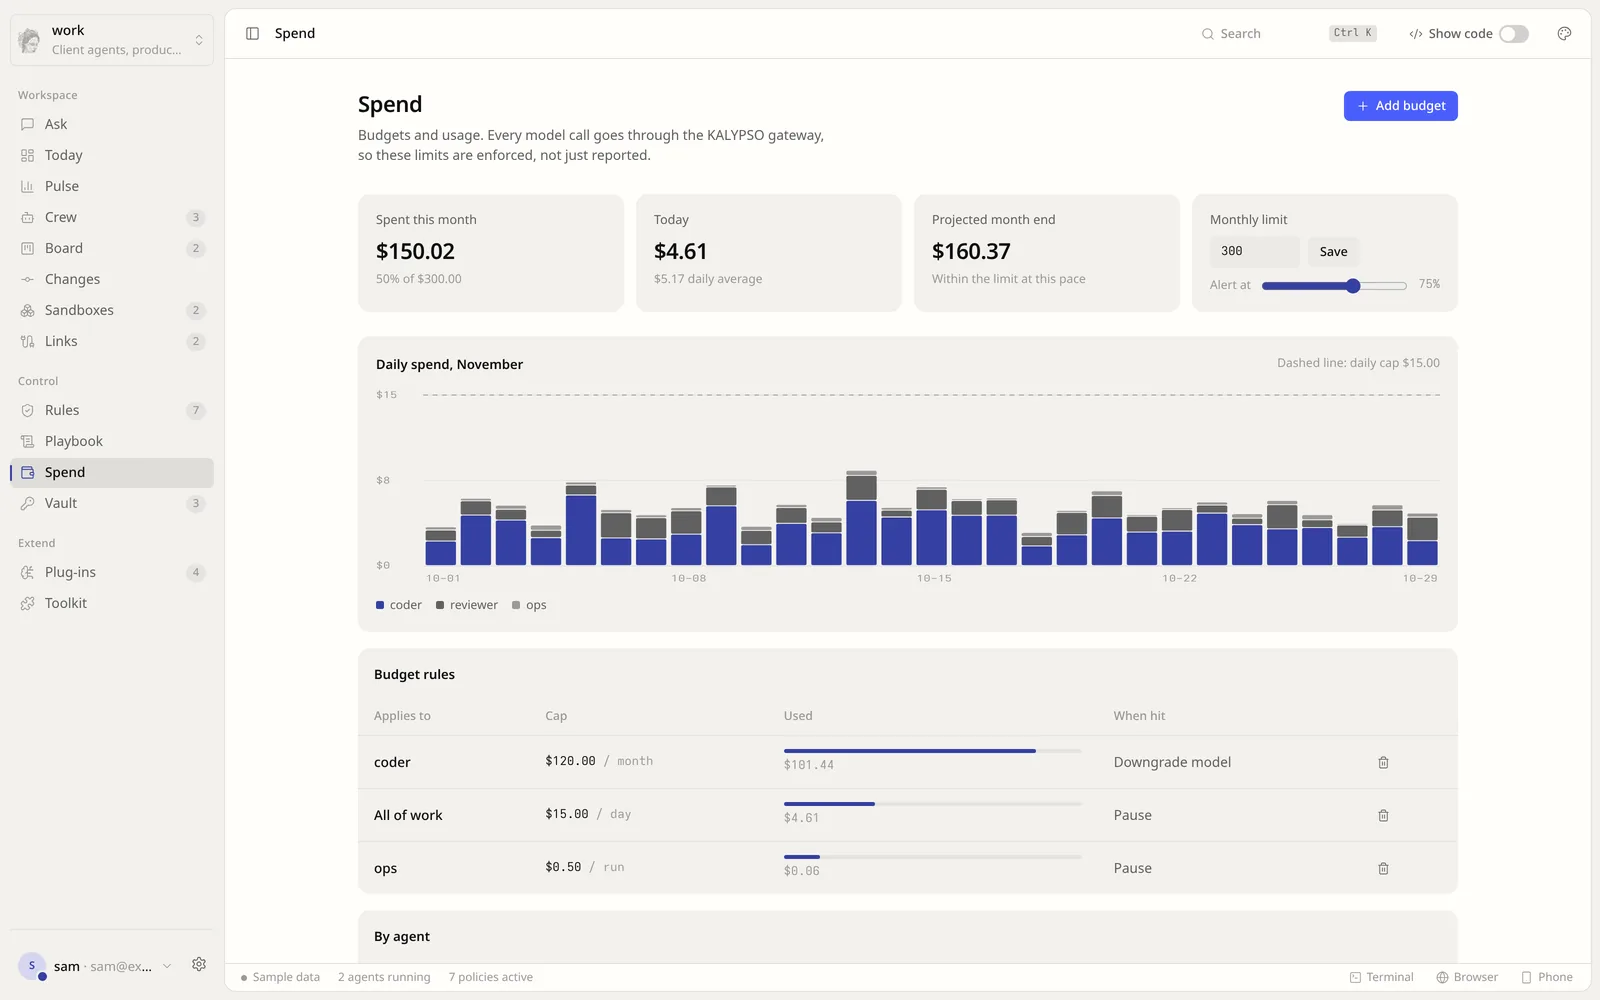 work
Client agents, produc...
Workspace
Ask
Today
Pulse
Crew 3
Board 2
Changes
Sandboxes 2
Links 2
Control
Rules 7
Playbook
Spend
Vault 3
Extend
Plug-ins 4
Toolkit
S sam · sam@ex...
Spend
Search Ctrl K
</> Show code
Spend
+ Add budget
Budgets and usage. Every model call goes through the KALYPSO gateway,
so these limits are enforced, not just reported.
Spent this month
$150.02
50% of $300.00
Today
$4.61
$5.17 daily average
Projected month end
$160.37
Within the limit at this pace
Monthly limit
300 Save
Alert at 75%
Daily spend, November
Dashed line: daily cap $15.00
$15
$8
$0
10-01 10-08 10-15 10-22 10-29
coder reviewer ops
Budget rules
Applies to Cap Used When hit
coder $120.00 / month $101.44 Downgrade model
All of work $15.00 / day $4.61 Pause
ops $0.50 / run $0.06 Pause
By agent
Sample data 2 agents running 7 policies active
Terminal Browser Phone